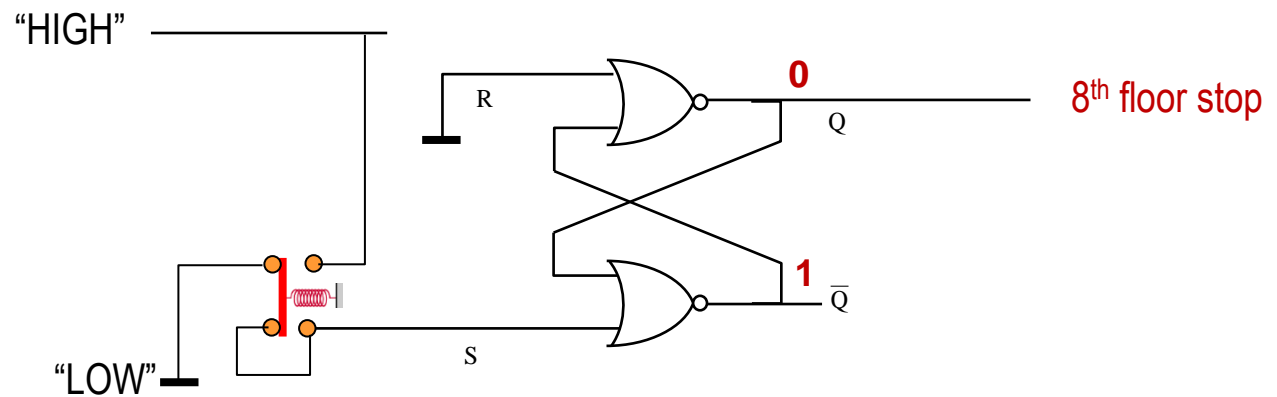 “HIGH”
0
8th floor stop
R
Q
1
Q̅
S
“LOW”